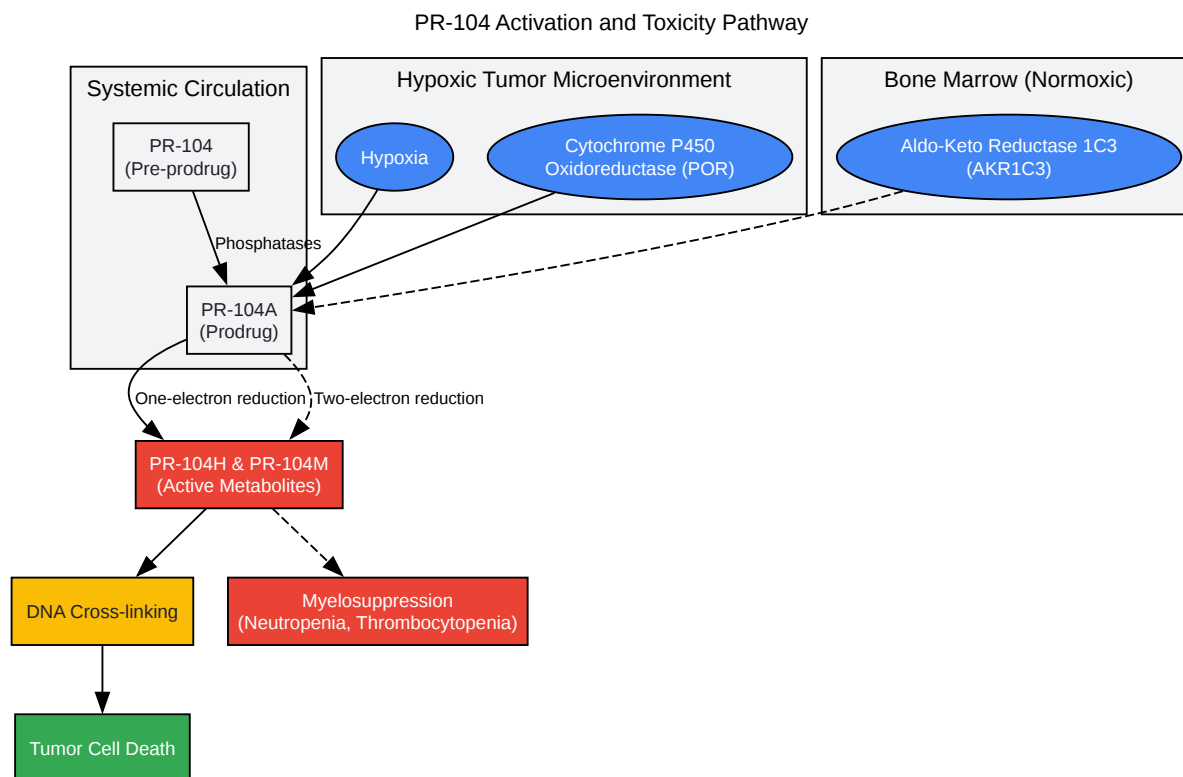 PR-104 Activation and Toxicity Pathway
Systemic Circulation
Hypoxic Tumor Microenvironment
Bone Marrow (Normoxic)
PR-104
(Pre-prodrug)
Hypoxia
Cytochrome P450
Oxidoreductase (POR)
Aldo-Keto Reductase 1C3
(AKR1C3)
Phosphatases
PR-104A
(Prodrug)
One-electron reduction
Two-electron reduction
PR-104H & PR-104M
(Active Metabolites)
DNA Cross-linking
Myelosuppression
(Neutropenia, Thrombocytopenia)
Tumor Cell Death